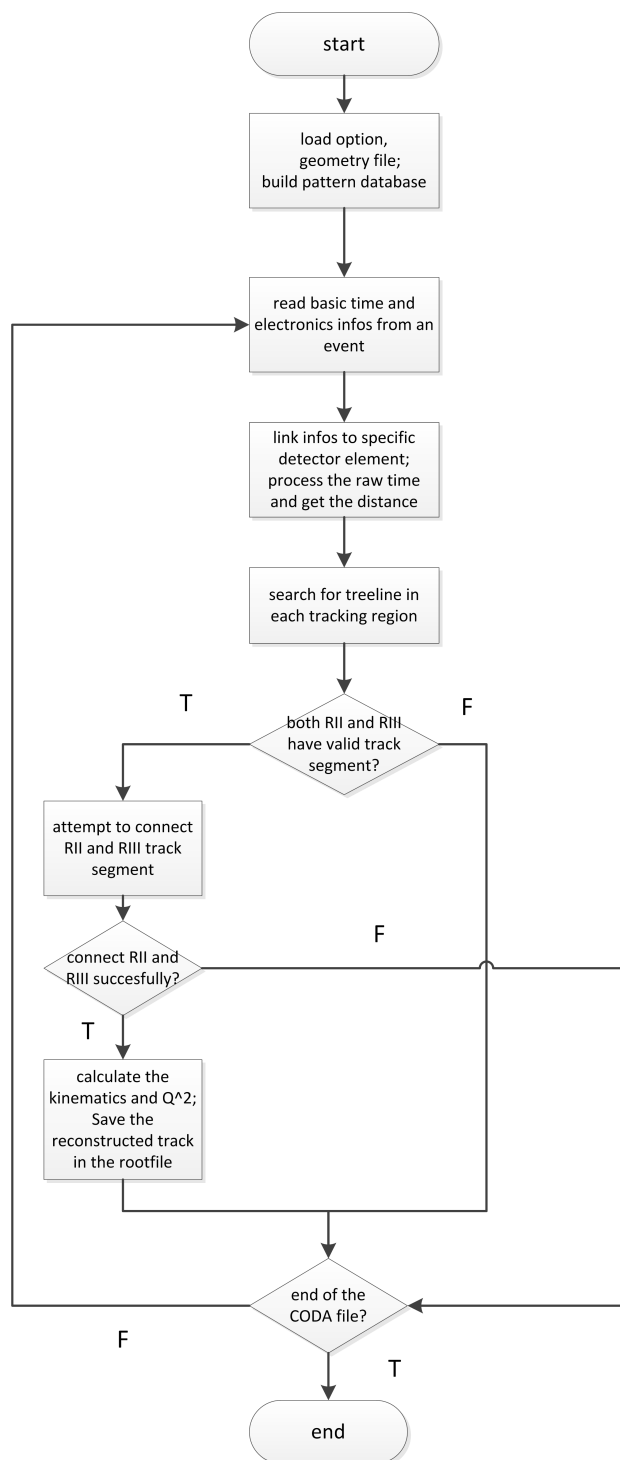 start
load option,
geometry file;
build pattern database
read basic time and
electronics infos from an
event
link infos to specific
detector element;
process the raw time
and get the distance
search for treeline in
each tracking region
T
F
both RII and RIII
have valid track
segment?
attempt to connect
RII and RIII track
segment
F
connect RII and
RIII succesfully?
T
calculate the
kinematics and Q^2;
Save the
reconstructed track
in the rootfile
end of the
CODA file?
F
T
end